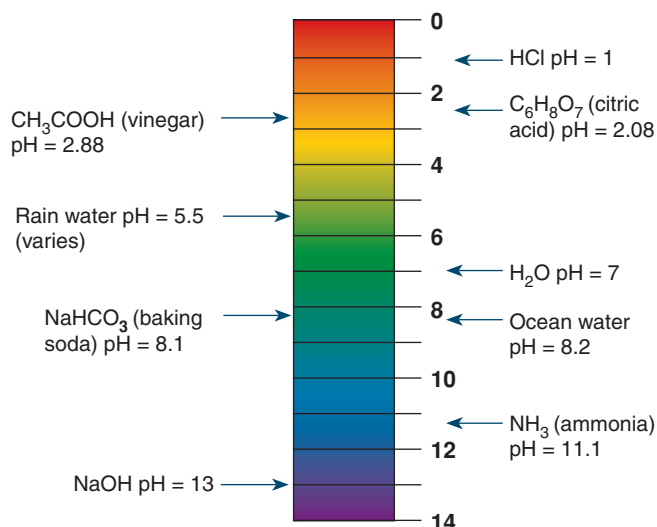 0
HCl pH = 1
2
C₆H₈O₇ (citric
acid) pH = 2.08
CH₃COOH (vinegar)
pH = 2.88
4
Rain water pH = 5.5
(varies)
6
H₂O pH = 7
NaHCO₃ (baking
soda) pH = 8.1
8
Ocean water
pH = 8.2
10
NH₃ (ammonia)
pH = 11.1
12
NaOH pH = 13
14